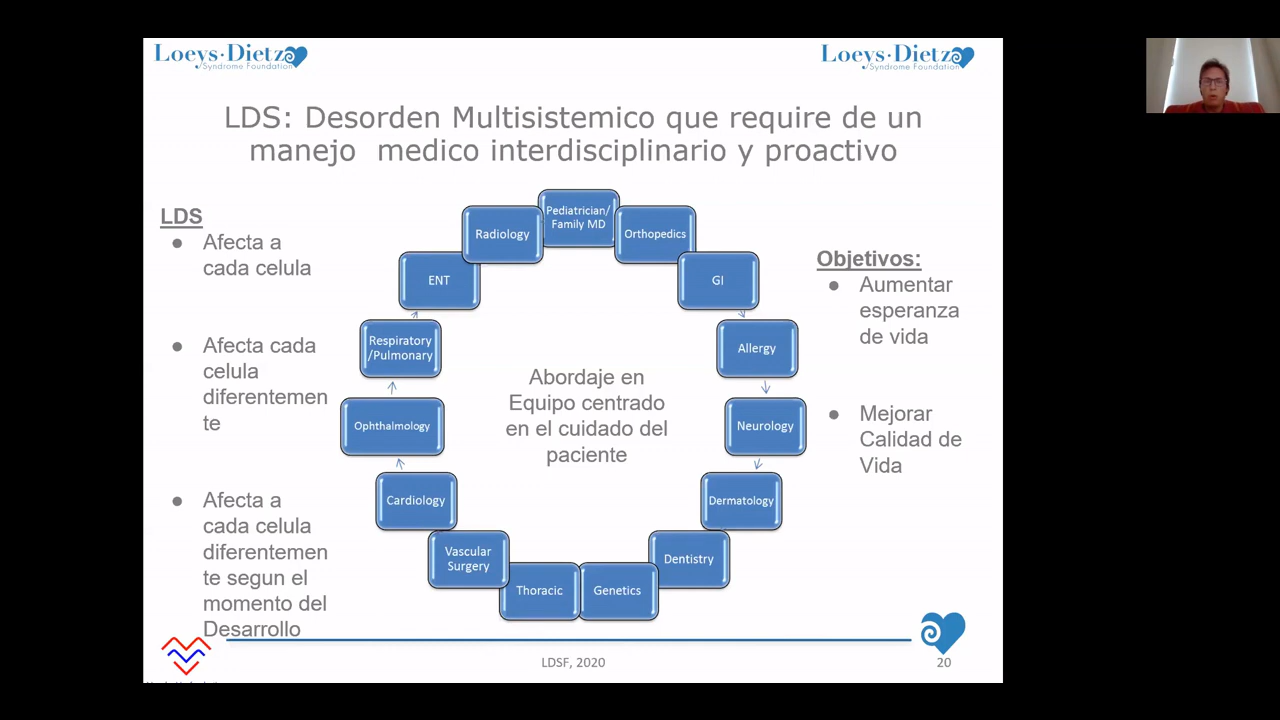 Loeys·Dietz
Syndrome Foundation
Loeys·Dietz
Syndrome Foundation
LDS: Desorden Multisistemico que require de un
manejo medico interdisciplinario y proactivo
LDS
● Afecta a
cada celula
● Afecta cada
celula
diferentemen
te
● Afecta a
cada celula
diferentemen
te segun el
momento del
Desarrollo
Pediatrician/
Family MD
Orthopedics
GI
Allergy
Neurology
Dermatology
Dentistry
Genetics
Thoracic
Vascular
Surgery
Cardiology
Ophthalmology
Respiratory
/Pulmonary
ENT
Radiology
Abordaje en
Equipo centrado
en el cuidado del
paciente
Objetivos:
● Aumentar
esperanza
de vida
● Mejorar
Calidad de
Vida
LDSF, 2020
20